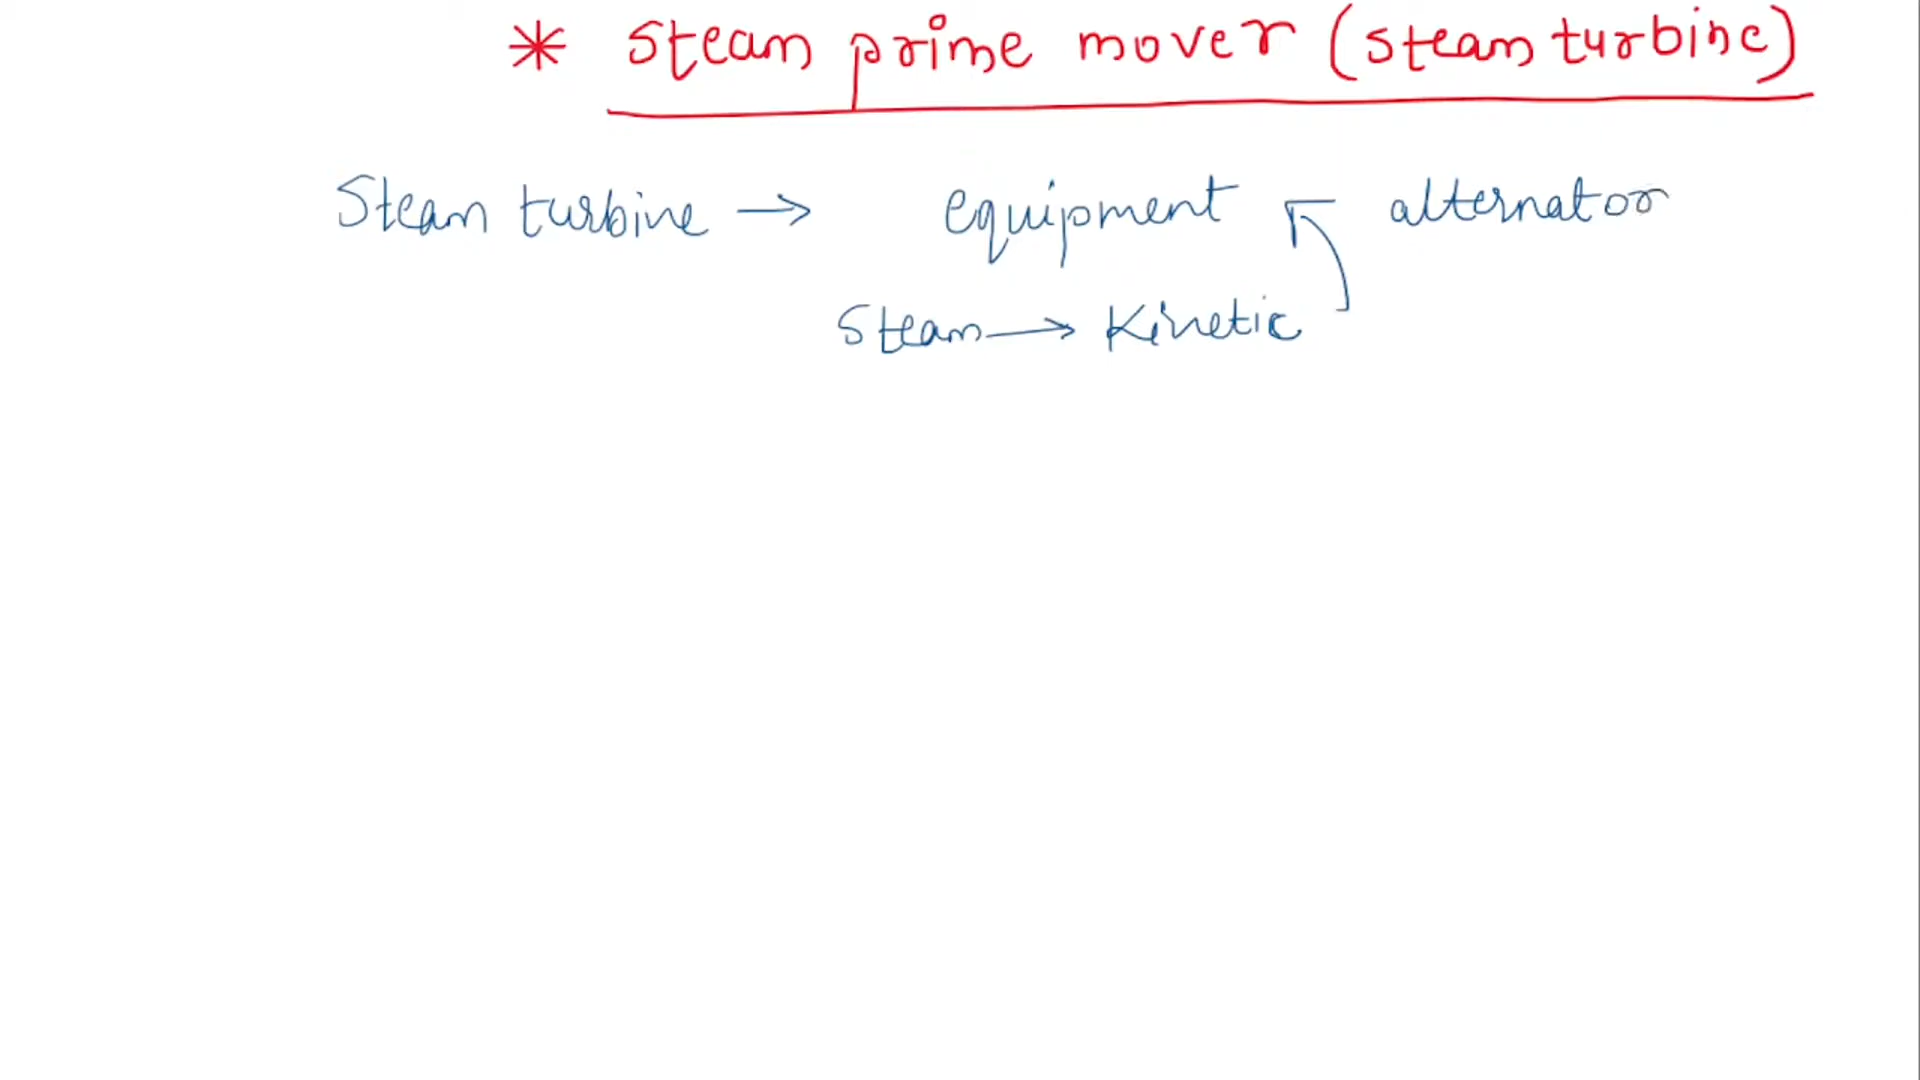 * Steam prime mover (steam turbine)
Steam turbine → equipment alternator
Steam → Kinetic